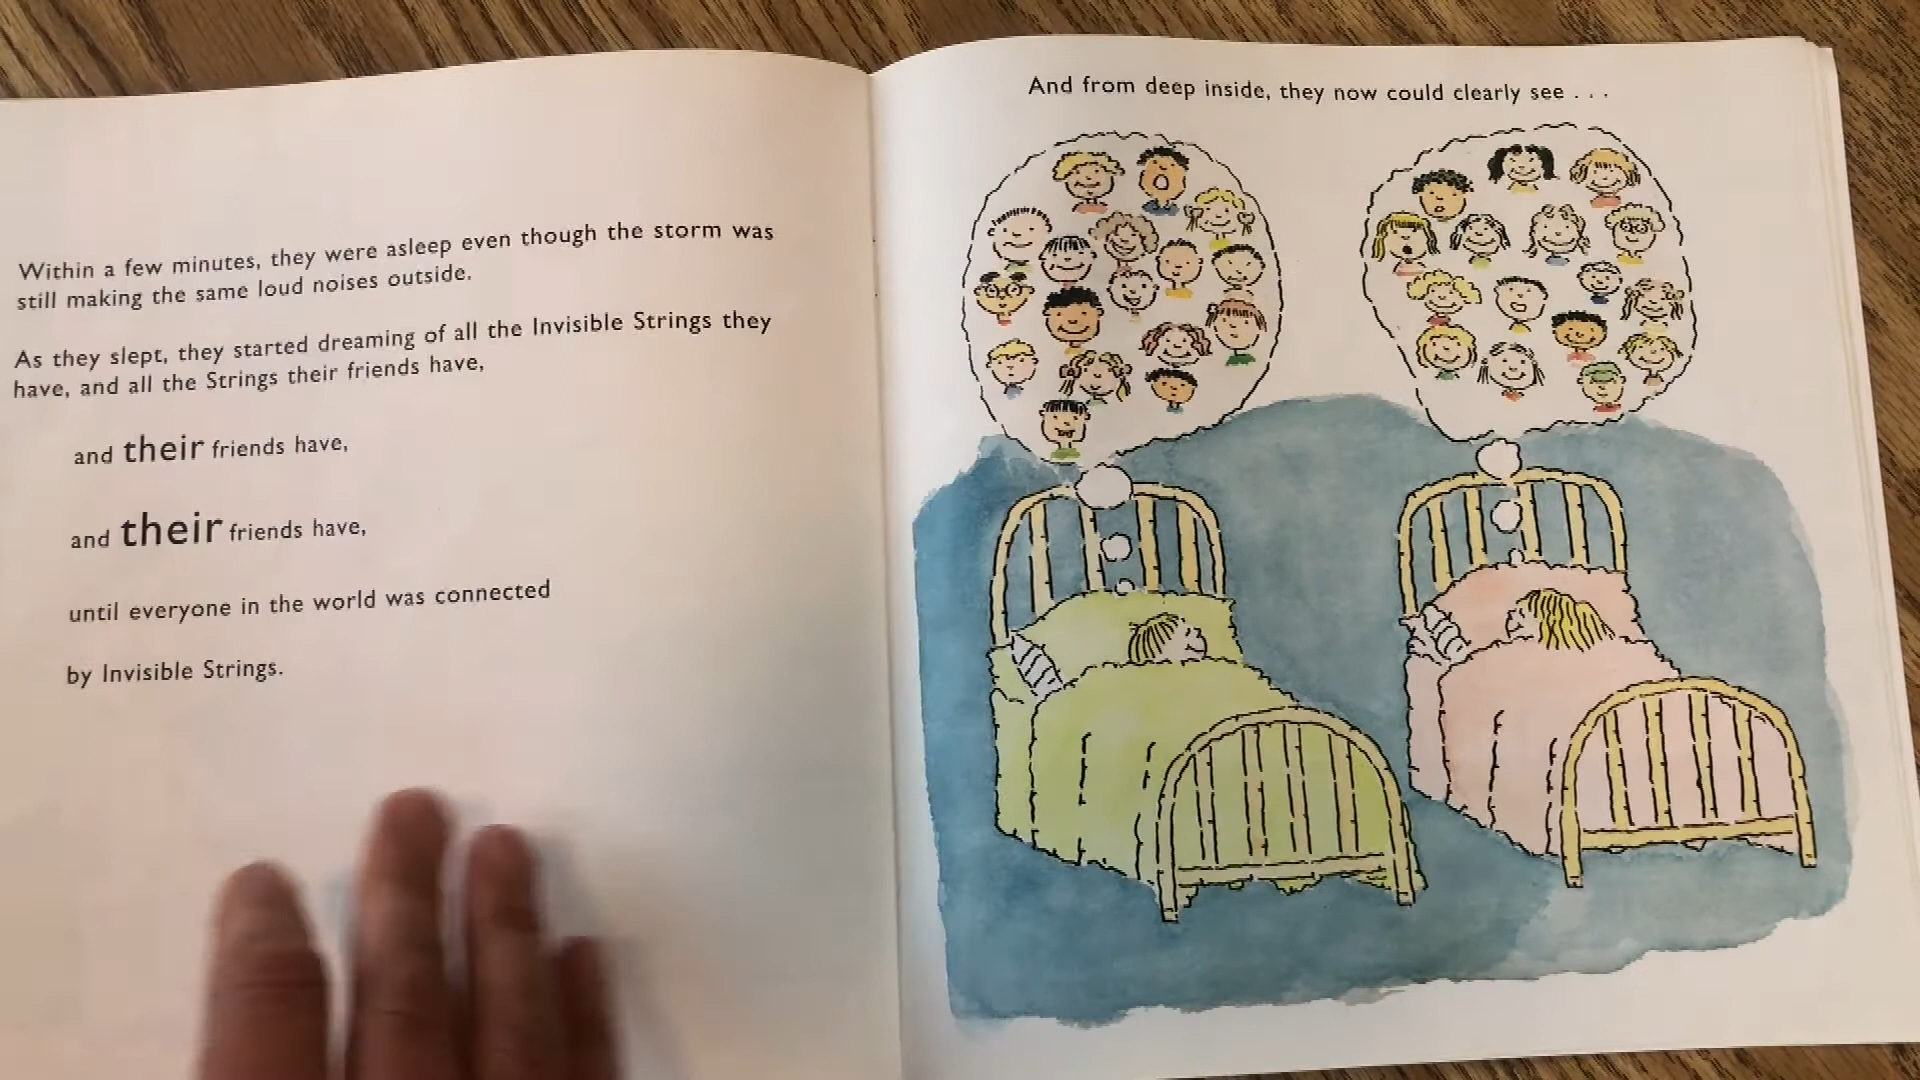 Within a few minutes, they were asleep even though the storm was
still making the same loud noises outside.
As they slept, they started dreaming of all the Invisible Strings they
have, and all the Strings their friends have,
and their friends have,
and their friends have,
until everyone in the world was connected
by Invisible Strings.
And from deep inside, they now could clearly see . . .